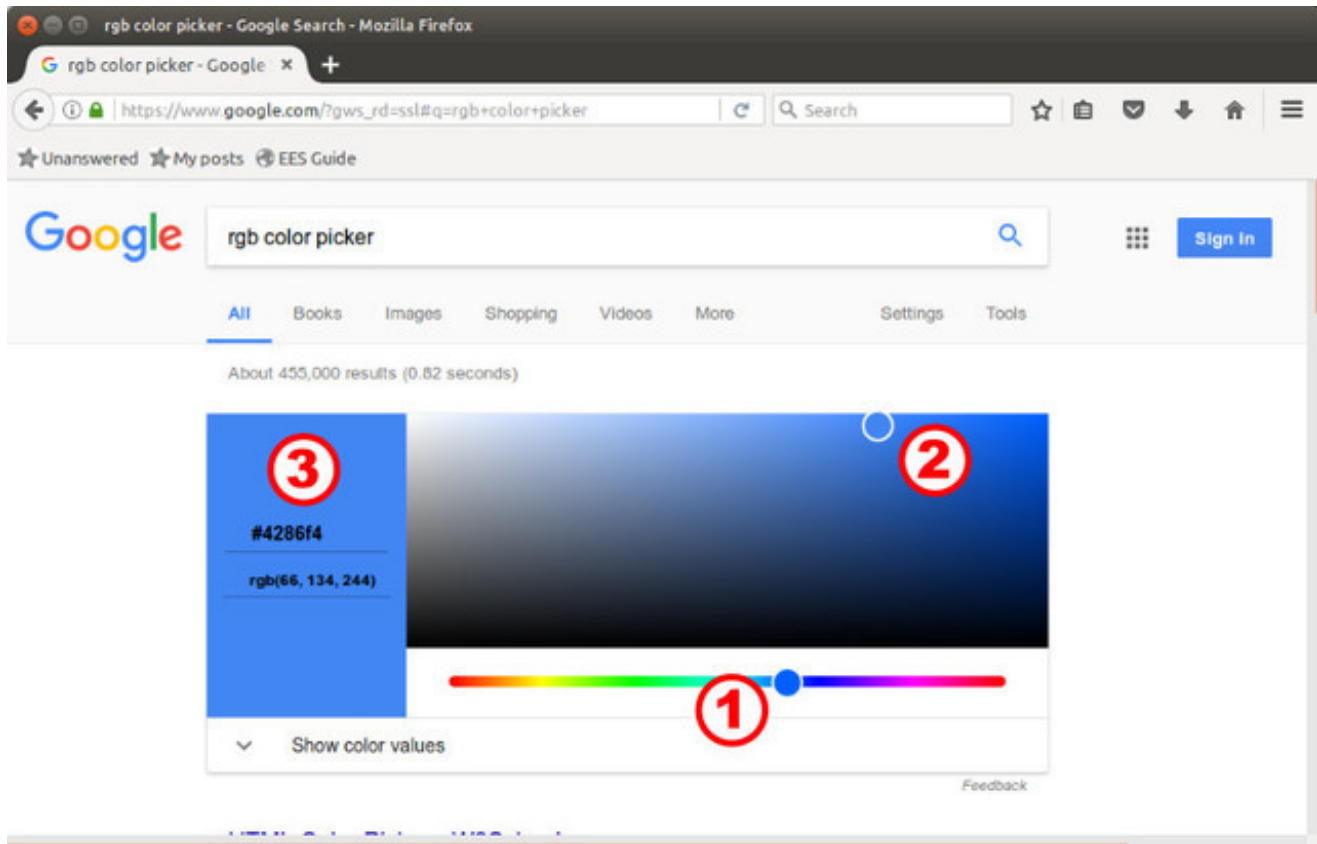 rgb color picker - Google Search - Mozilla Firefox
G rgb color picker - Google × +
https://www.google.com/?gws_rd=ssl#q=rgb+color+picker Search
Unanswered My posts EES Guide
Google rgb color picker Sign In
All Books Images Shopping Videos More Settings Tools
About 455,000 results (0.82 seconds)
3
2
#4286f4
rgb(66, 134, 244)
1
Show color values
Feedback